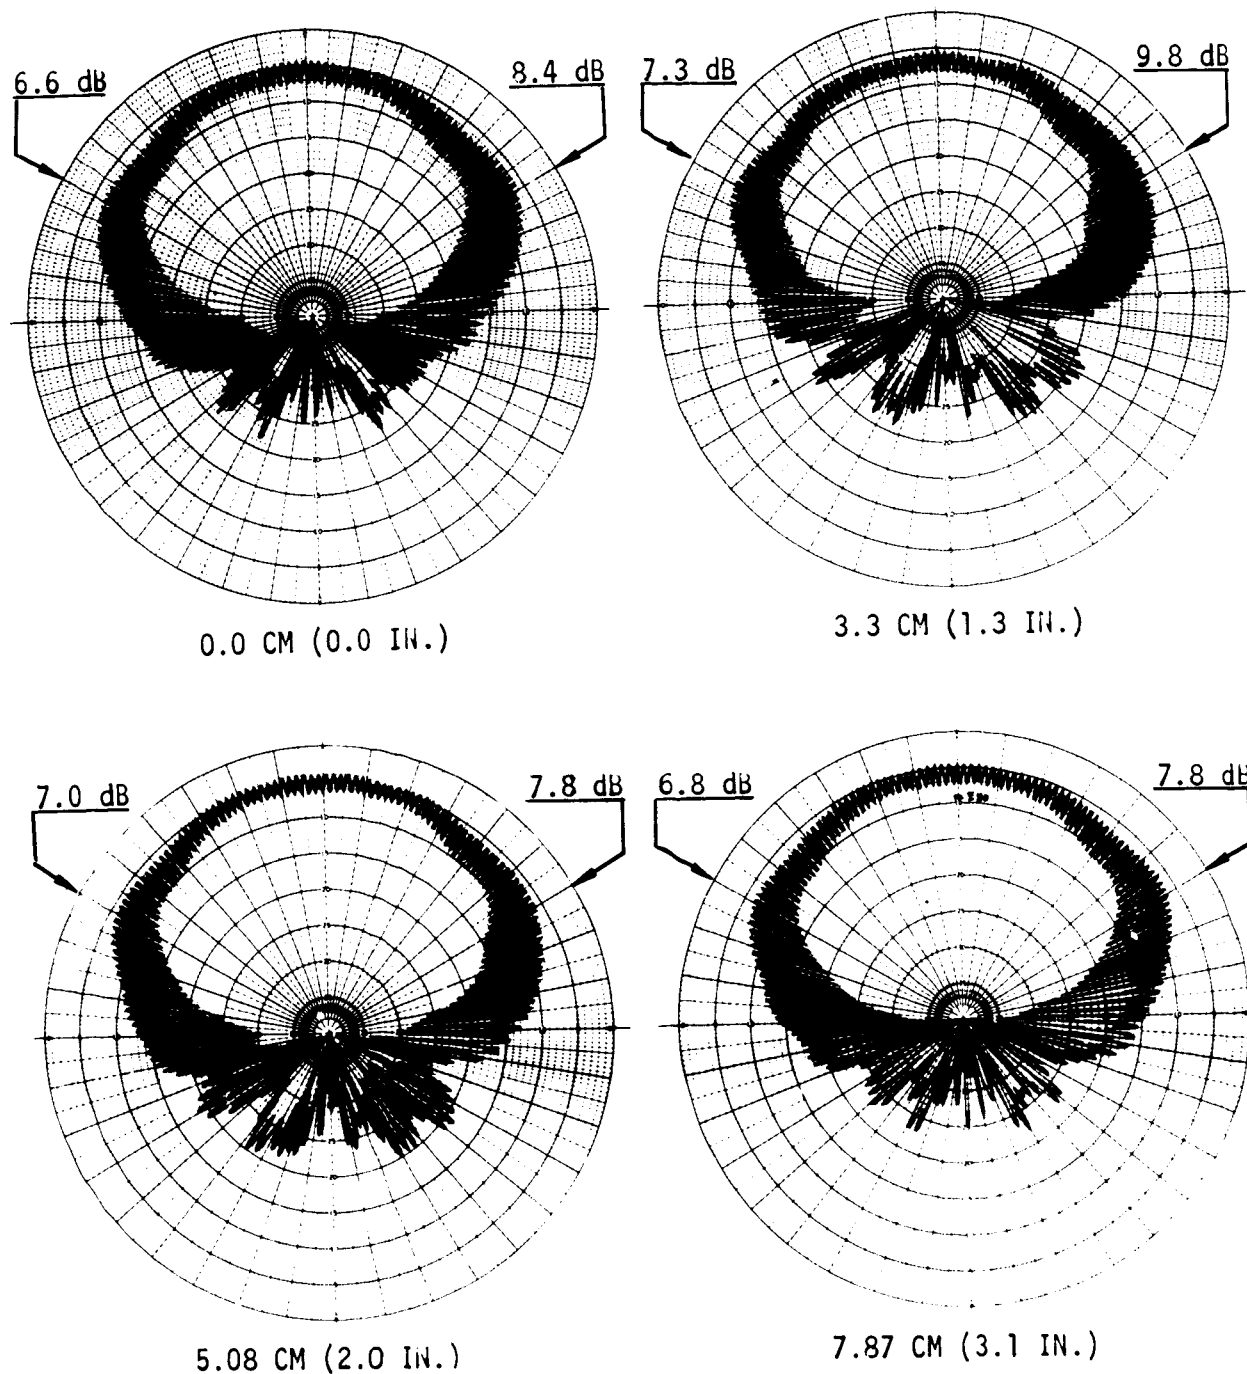 6.6 dB
8.4 dB
0.0 CM (0.0 IN.)
7.3 dB
9.8 dB
3.3 CM (1.3 IN.)
7.0 dB
7.8 dB
5.08 CM (2.0 IN.)
6.8 dB
7.8 dB
7.87 CM (3.1 IN.)